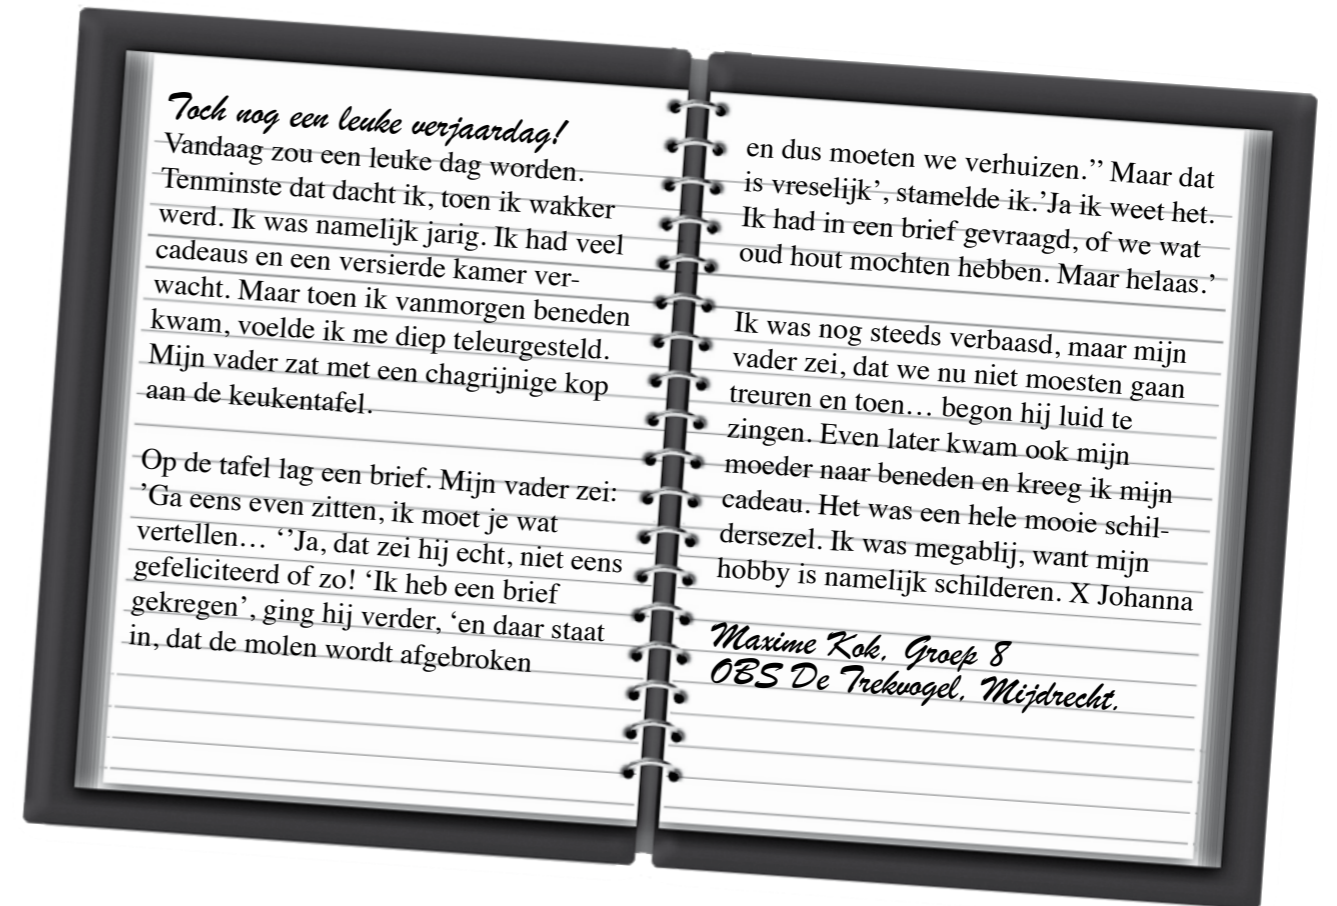 Toch nog een leuke verjaardag!
Vandaag zou een leuke dag worden.
Tenminste dat dacht ik, toen ik wakker
werd. Ik was namelijk jarig. Ik had veel
cadeaus en een versierde kamer ver-
wacht. Maar toen ik vanmorgen beneden
kwam, voelde ik me diep teleurgesteld.
Mijn vader zat met een chagrijnige kop
aan de keukentafel.

Op de tafel lag een brief. Mijn vader zei:
’Ga eens even zitten, ik moet je wat
vertellen… ‘’Ja, dat zei hij echt, niet eens
gefeliciteerd of zo! ‘Ik heb een brief
gekregen’, ging hij verder, ‘en daar staat
in, dat de molen wordt afgebroken
en dus moeten we verhuizen.’’ Maar dat
is vreselijk’, stamelde ik.’Ja ik weet het.
Ik had in een brief gevraagd, of we wat
oud hout mochten hebben. Maar helaas.’

Ik was nog steeds verbaasd, maar mijn
vader zei, dat we nu niet moesten gaan
treuren en toen… begon hij luid te
zingen. Even later kwam ook mijn
moeder naar beneden en kreeg ik mijn
cadeau. Het was een hele mooie schil-
dersezel. Ik was megablij, want mijn
hobby is namelijk schilderen. X Johanna

Maxime Kok, Groep 8
OBS De Trekvogel, Mijdrecht.